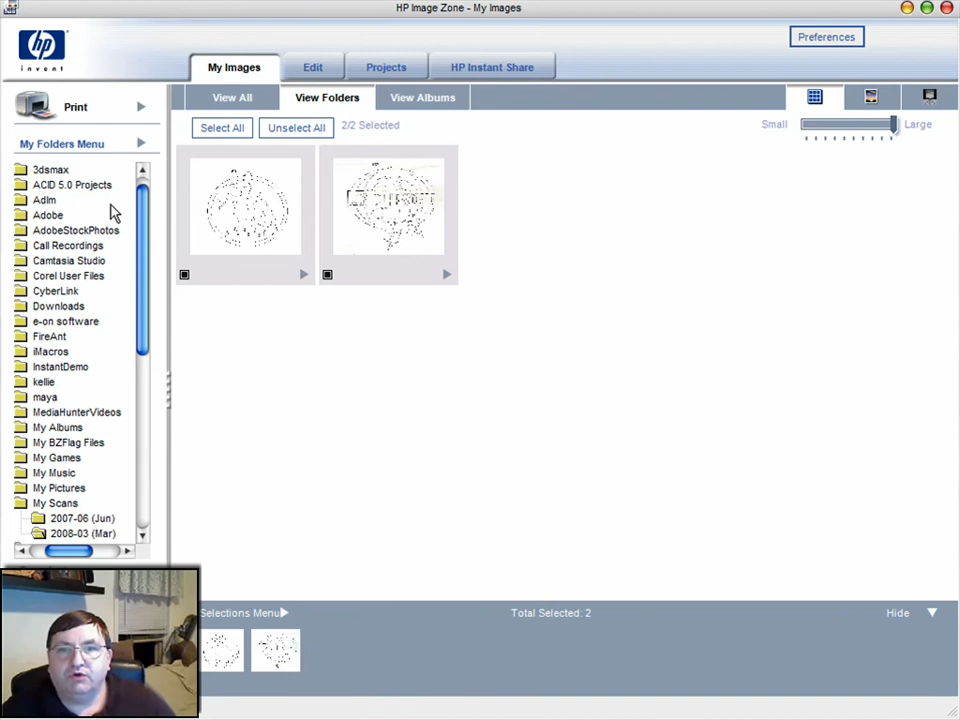 HP Image Zone - My Images
hp
invent
Preferences
My Images
Edit
Projects
HP Instant Share
Print
View All
View Folders
View Albums
My Folders Menu
Select All
Unselect All
2/2 Selected
Small
Large
3dsmax
ACID 5.0 Projects
Adlm
Adobe
AdobeStockPhotos
Call Recordings
Camtasia Studio
Corel User Files
CyberLink
Downloads
e-on software
FireAnt
iMacros
InstantDemo
kellie
maya
MediaHunterVideos
My Albums
My BZFlag Files
My Games
My Music
My Pictures
My Scans
2007-06 (Jun)
2008-03 (Mar)
Selections Menu
Total Selected: 2
Hide